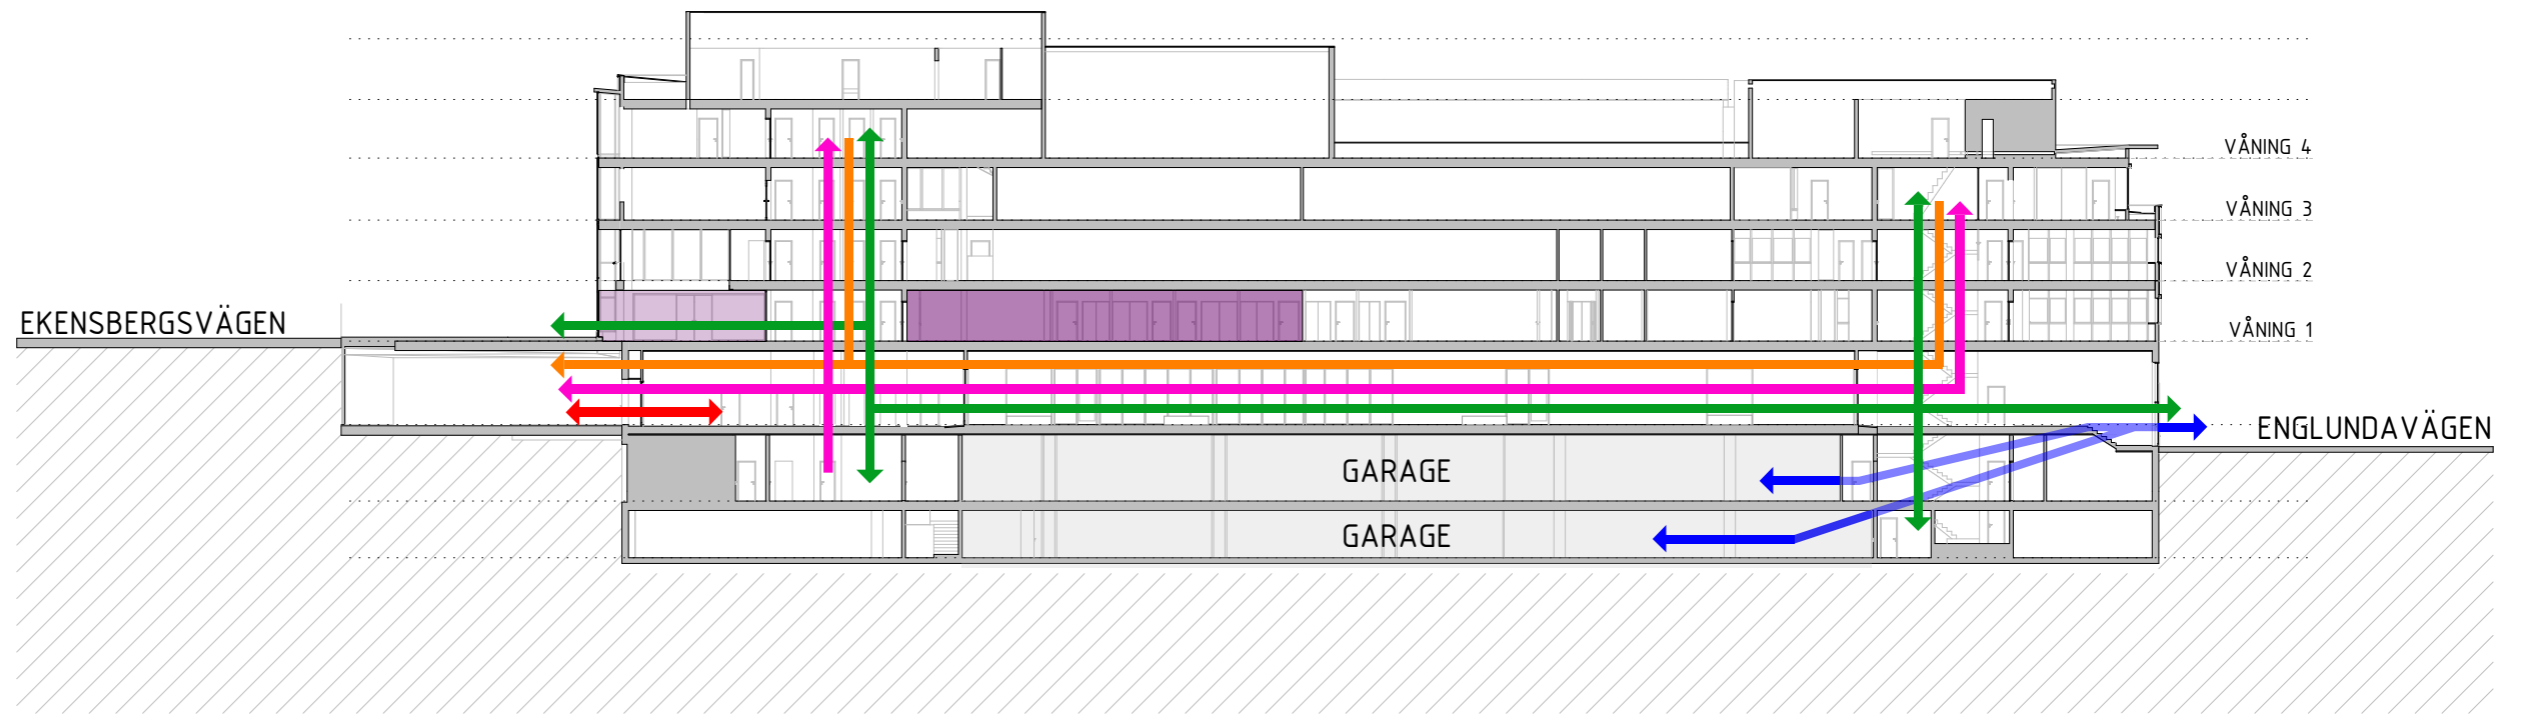 VÅNING 4
VÅNING 3
VÅNING 2
EKENSBERGSVÄGEN
VÅNING 1
ENGLUNDAVÄGEN
GARAGE
GARAGE